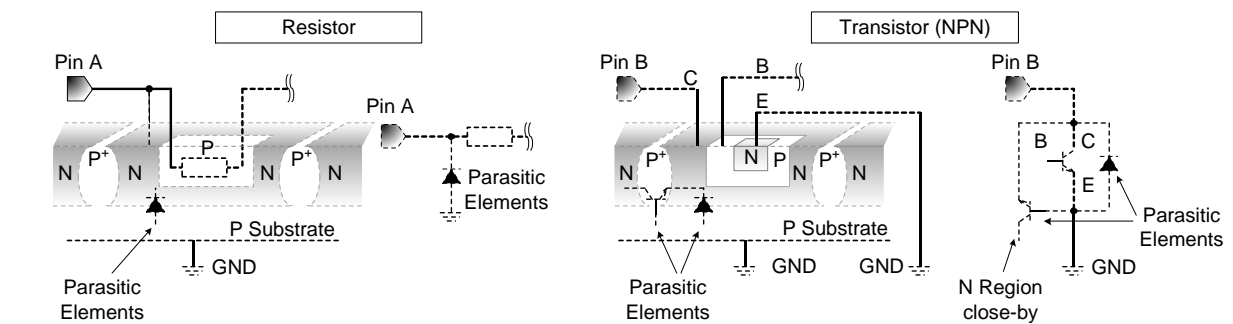 Resistor
Transistor (NPN)
Pin A
Pin A
N
P+
N
P
N
P+
N
Parasitic
Elements
P Substrate
GND
Parasitic
Elements
Pin B
C
B
E
N
P+
N
N
P
P+
N
N
P Substrate
GND
GND
Parasitic
Elements
Pin B
B
C
E
Parasitic
Elements
GND
N Region
close-by